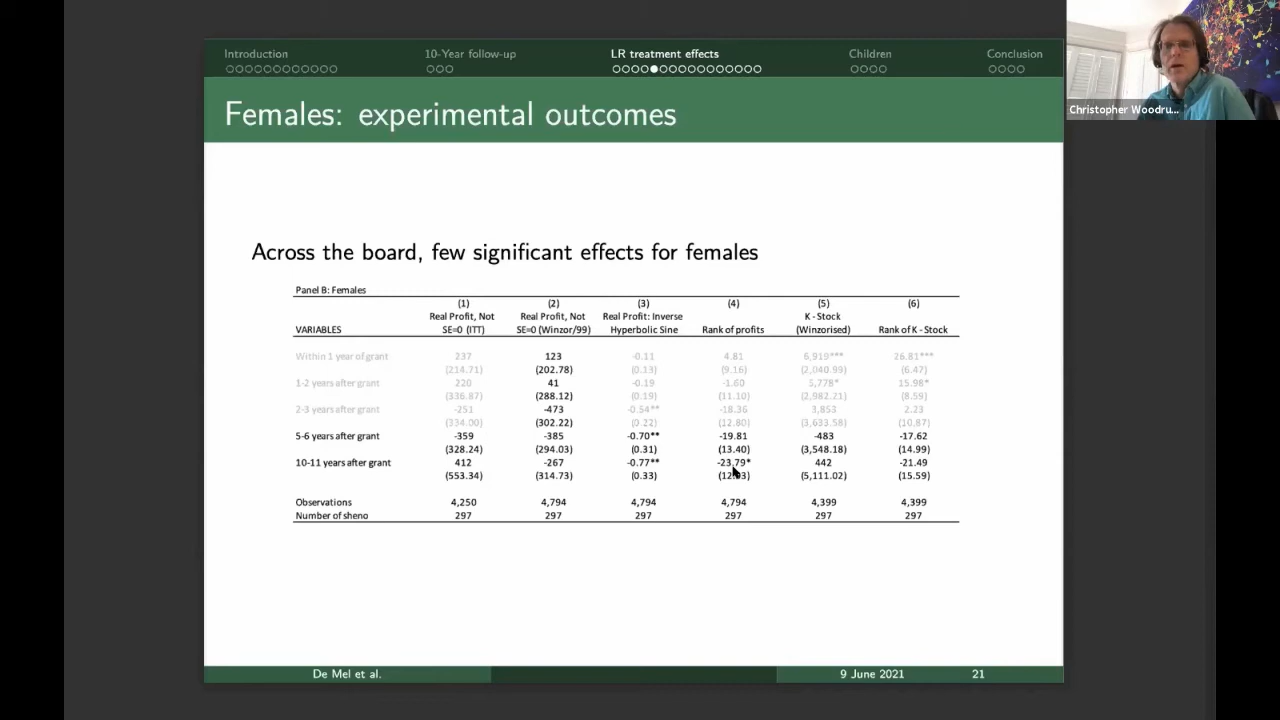 Introduction 10-Year follow-up LR treatment effects Children Conclusion
Christopher Woodru...
Females: experimental outcomes
Across the board, few significant effects for females
Panel B: Females
(1) (2) (3) (4) (5) (6)
Real Profit, Not Real Profit, Not Real Profit: Inverse K - Stock
VARIABLES SE=0 (ITT) SE=0 (Winzor/99) Hyperbolic Sine Rank of profits (Winzorised) Rank of K - Stock
Within 1 year of grant 237 123 -0.11 4.81 6,919*** 26.81***
(214.71) (202.78) (0.13) (9.16) (2,040.99) (6.47)
1-2 years after grant 220 41 -0.19 -1.60 5,778* 15.98*
(336.87) (288.12) (0.19) (11.10) (2,982.21) (8.59)
2-3 years after grant -251 -473 -0.54** -18.36 3,853 2.23
(334.00) (302.22) (0.22) (12.80) (3,633.58) (10.87)
5-6 years after grant -359 -385 -0.70** -19.81 -483 -17.62
(328.24) (294.03) (0.31) (13.40) (3,548.18) (14.99)
10-11 years after grant 412 -267 -0.77** -23.79* 442 -21.49
(553.34) (314.73) (0.33) (5,111.02) (15.59)
Observations 4,250 4,794 4,794 4,794 4,399 4,399
Number of sheno 297 297 297 297 297 297
De Mel et al. 9 June 2021 21